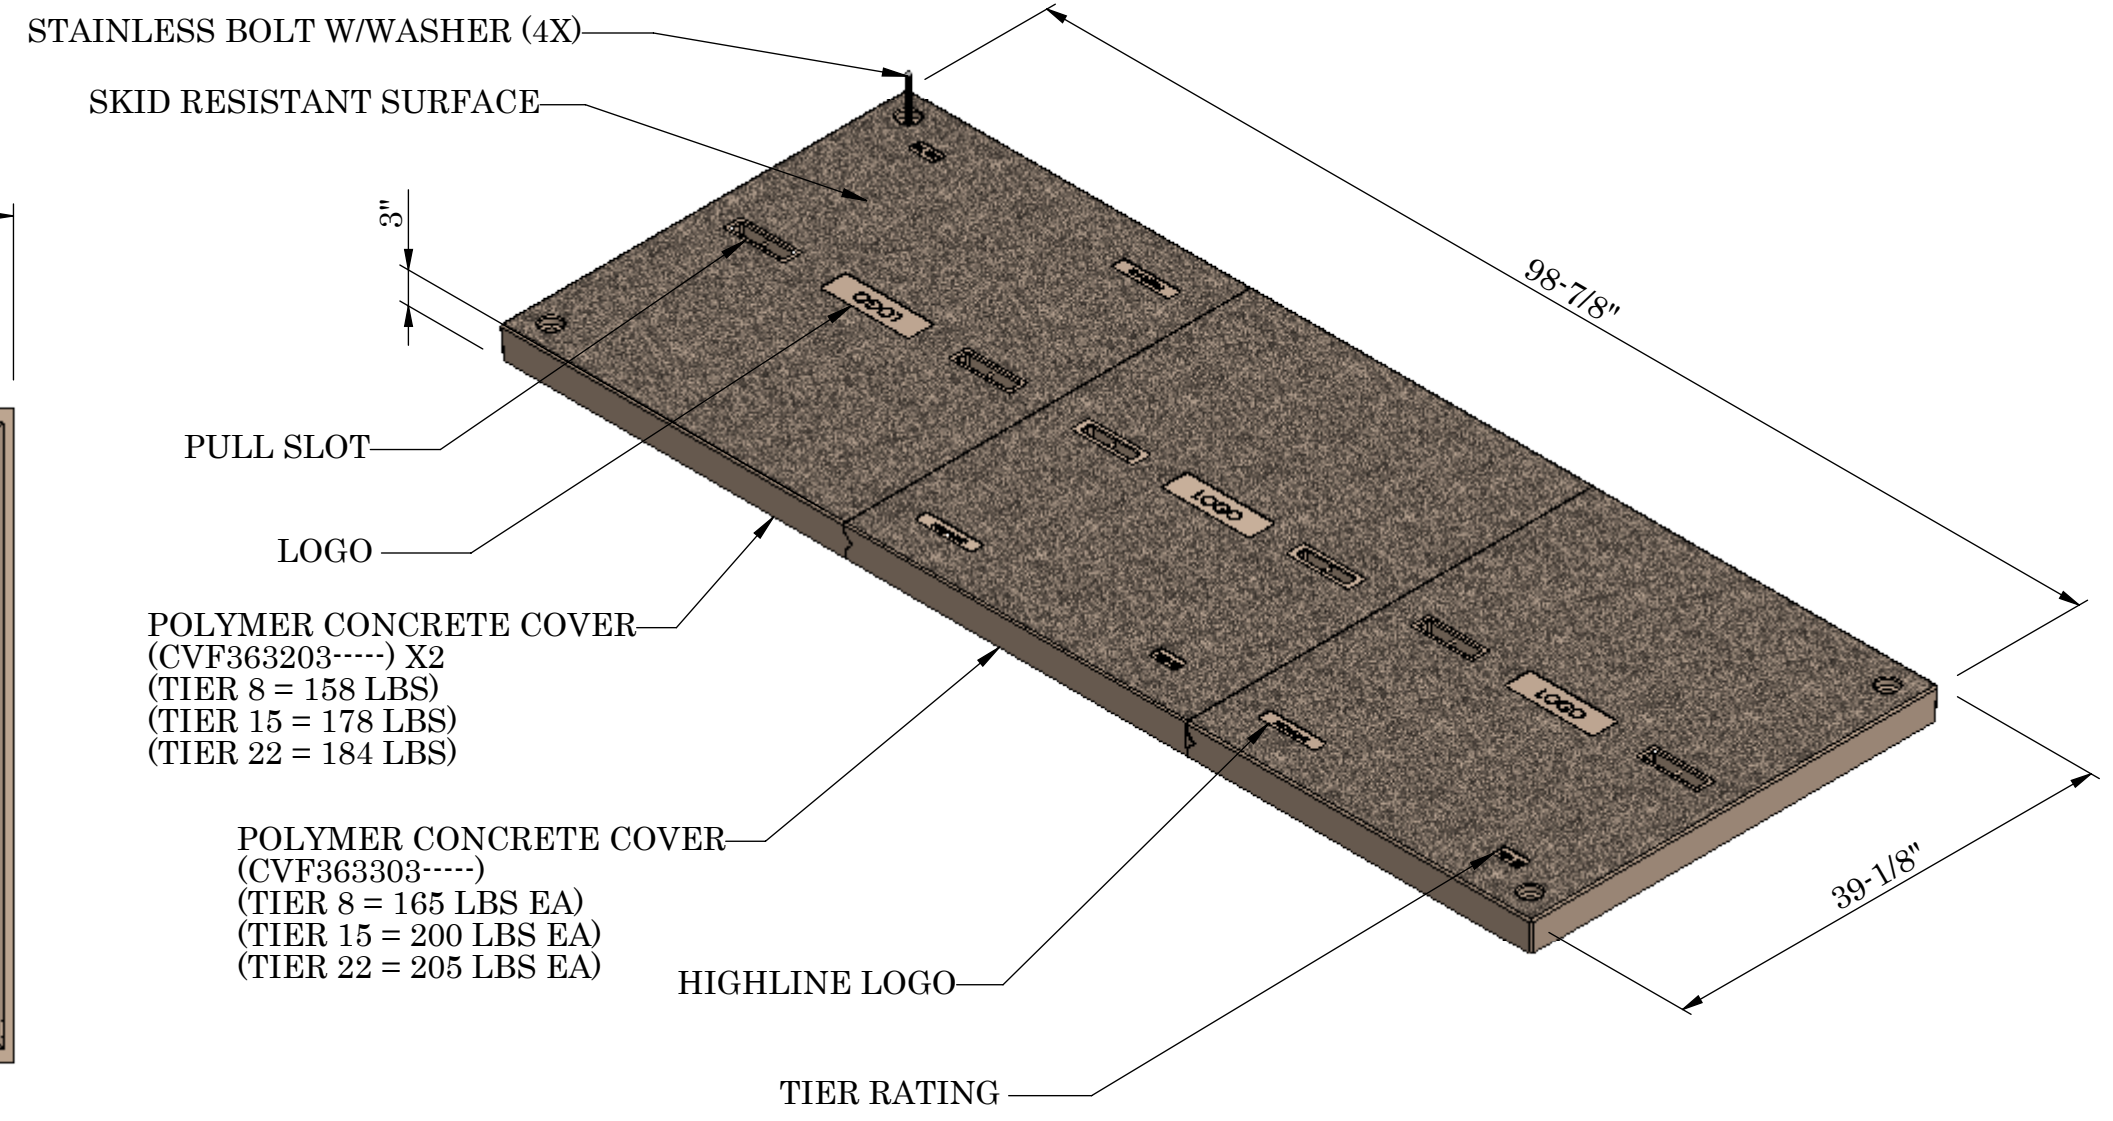 STAINLESS BOLT W/WASHER (4X)
SKID RESISTANT SURFACE
3"
98-7/8"
LOGO
LOGO
LOGO
PULL SLOT
LOGO
POLYMER CONCRETE COVER
(CVF363203-----) X2
(TIER 8 = 158 LBS)
(TIER 15 = 178 LBS)
(TIER 22 = 184 LBS)
POLYMER CONCRETE COVER
(CVF363303-----)
(TIER 8 = 165 LBS EA)
(TIER 15 = 200 LBS EA)
(TIER 22 = 205 LBS EA)
39-1/8"
HIGHLINE LOGO
TIER RATING